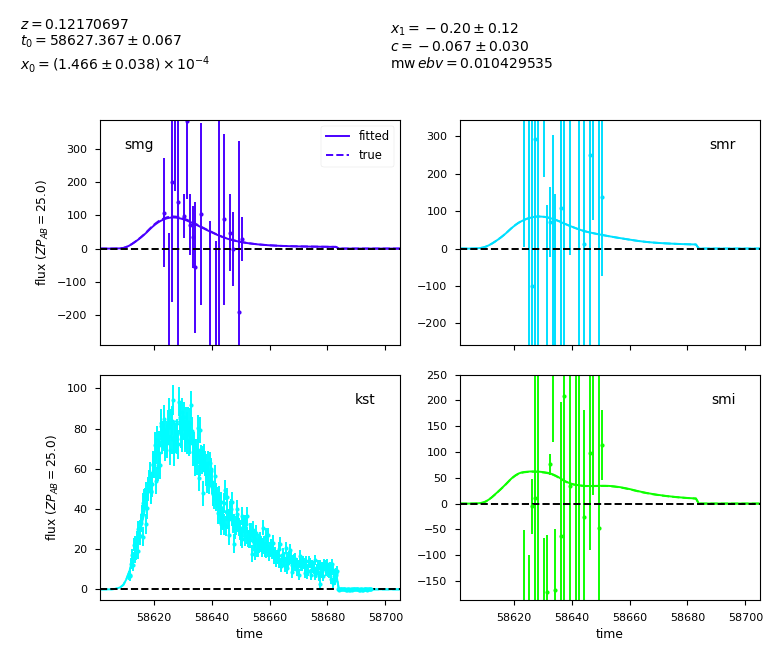 z = 0.12170697
t₀ = 58627.367 ± 0.067
x₀ = (1.466 ± 0.038) × 10⁻⁴
x₁ = −0.20 ± 0.12
c = −0.067 ± 0.030
mw ebv = 0.010429535
smg
fitted
true
300
200
100
0
−100
−200
flux (ZP_AB = 25.0)
smr
300
200
100
0
−100
−200
kst
100
80
60
40
20
0
flux (ZP_AB = 25.0)
58620 58640 58660 58680 58700
time
smi
250
200
150
100
50
0
−50
−100
−150
58620 58640 58660 58680 58700
time